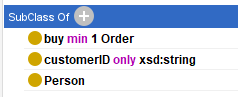 SubClass Of
buy min 1 Order
customerID only xsd:string
Person